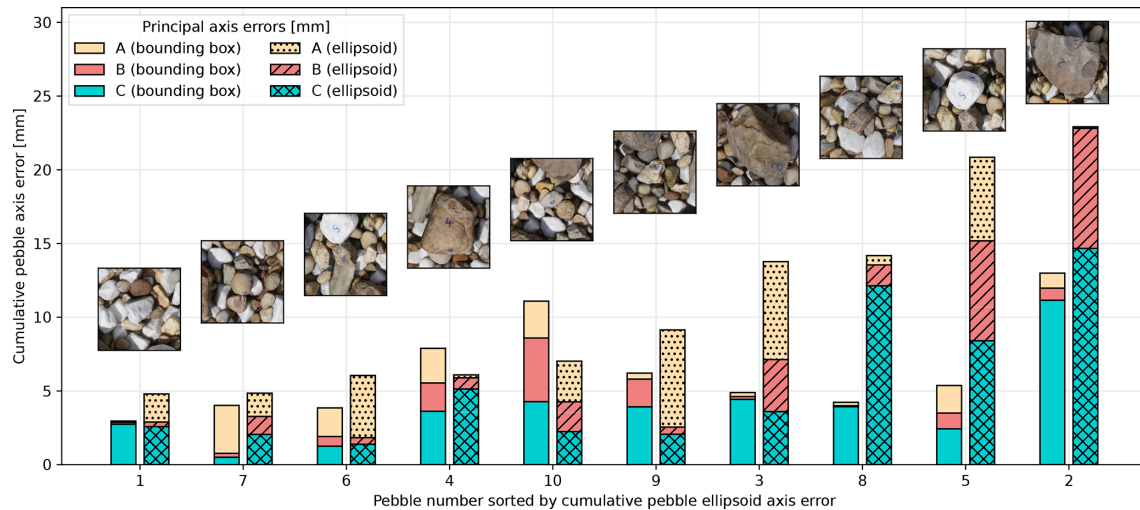 Principal axis errors [mm]
A (bounding box) A (ellipsoid)
B (bounding box) B (ellipsoid)
C (bounding box) C (ellipsoid)
Cumulative pebble axis error [mm]
30
25
20
15
10
5
0
1 7 6 4 10 9 3 8 5 2
Pebble number sorted by cumulative pebble ellipsoid axis error